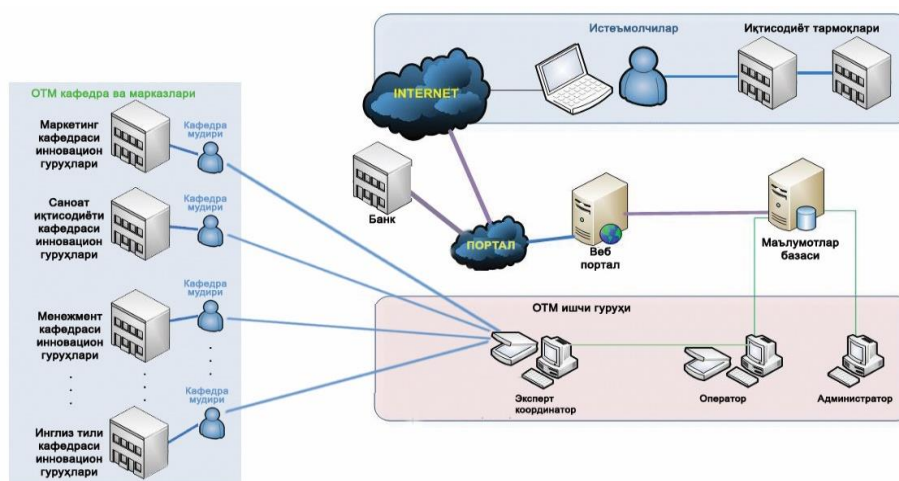 ОТМ кафедра ва марказлари
Маркетинг
кафедраси
инновацион
гуруҳлари
Кафедра
мудири
Саноат
иқтисодиёти
кафедраси
инновацион
гуруҳлари
Кафедра
мудири
Менежмент
кафедраси
инновацион
гуруҳлари
Кафедра
мудири
Инглиз тили
кафедраси
инновацион
гуруҳлари
Кафедра
мудири
Истеъмолчилар
Иқтисодиёт тармоқлари
INTERNET
Банк
ПОРТАЛ
Веб
портал
Маълумотлар
базаси
ОТМ ишчи гуруҳи
Эксперт
координатор
Оператор
Администратор